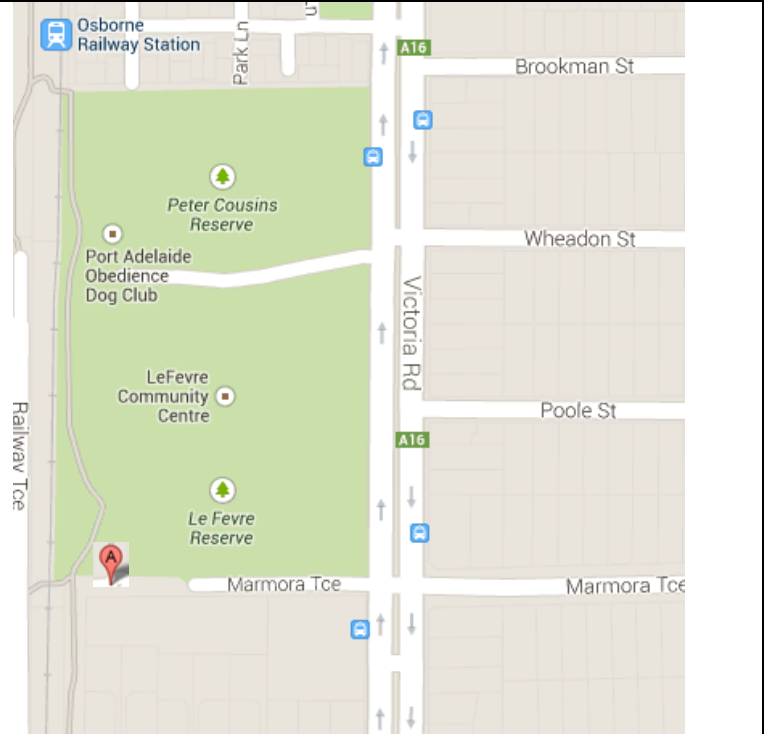 Osborne
Railway Station
Park Ln
A16
Brookman St
Peter Cousins
Reserve
Wheadon St
Port Adelaide
Obedience
Dog Club
Victoria Rd
LeFevre
Community
Centre
Poole St
Railway Tce
A16
Le Fevre
Reserve
A
Marmora Tce
Marmora Tce